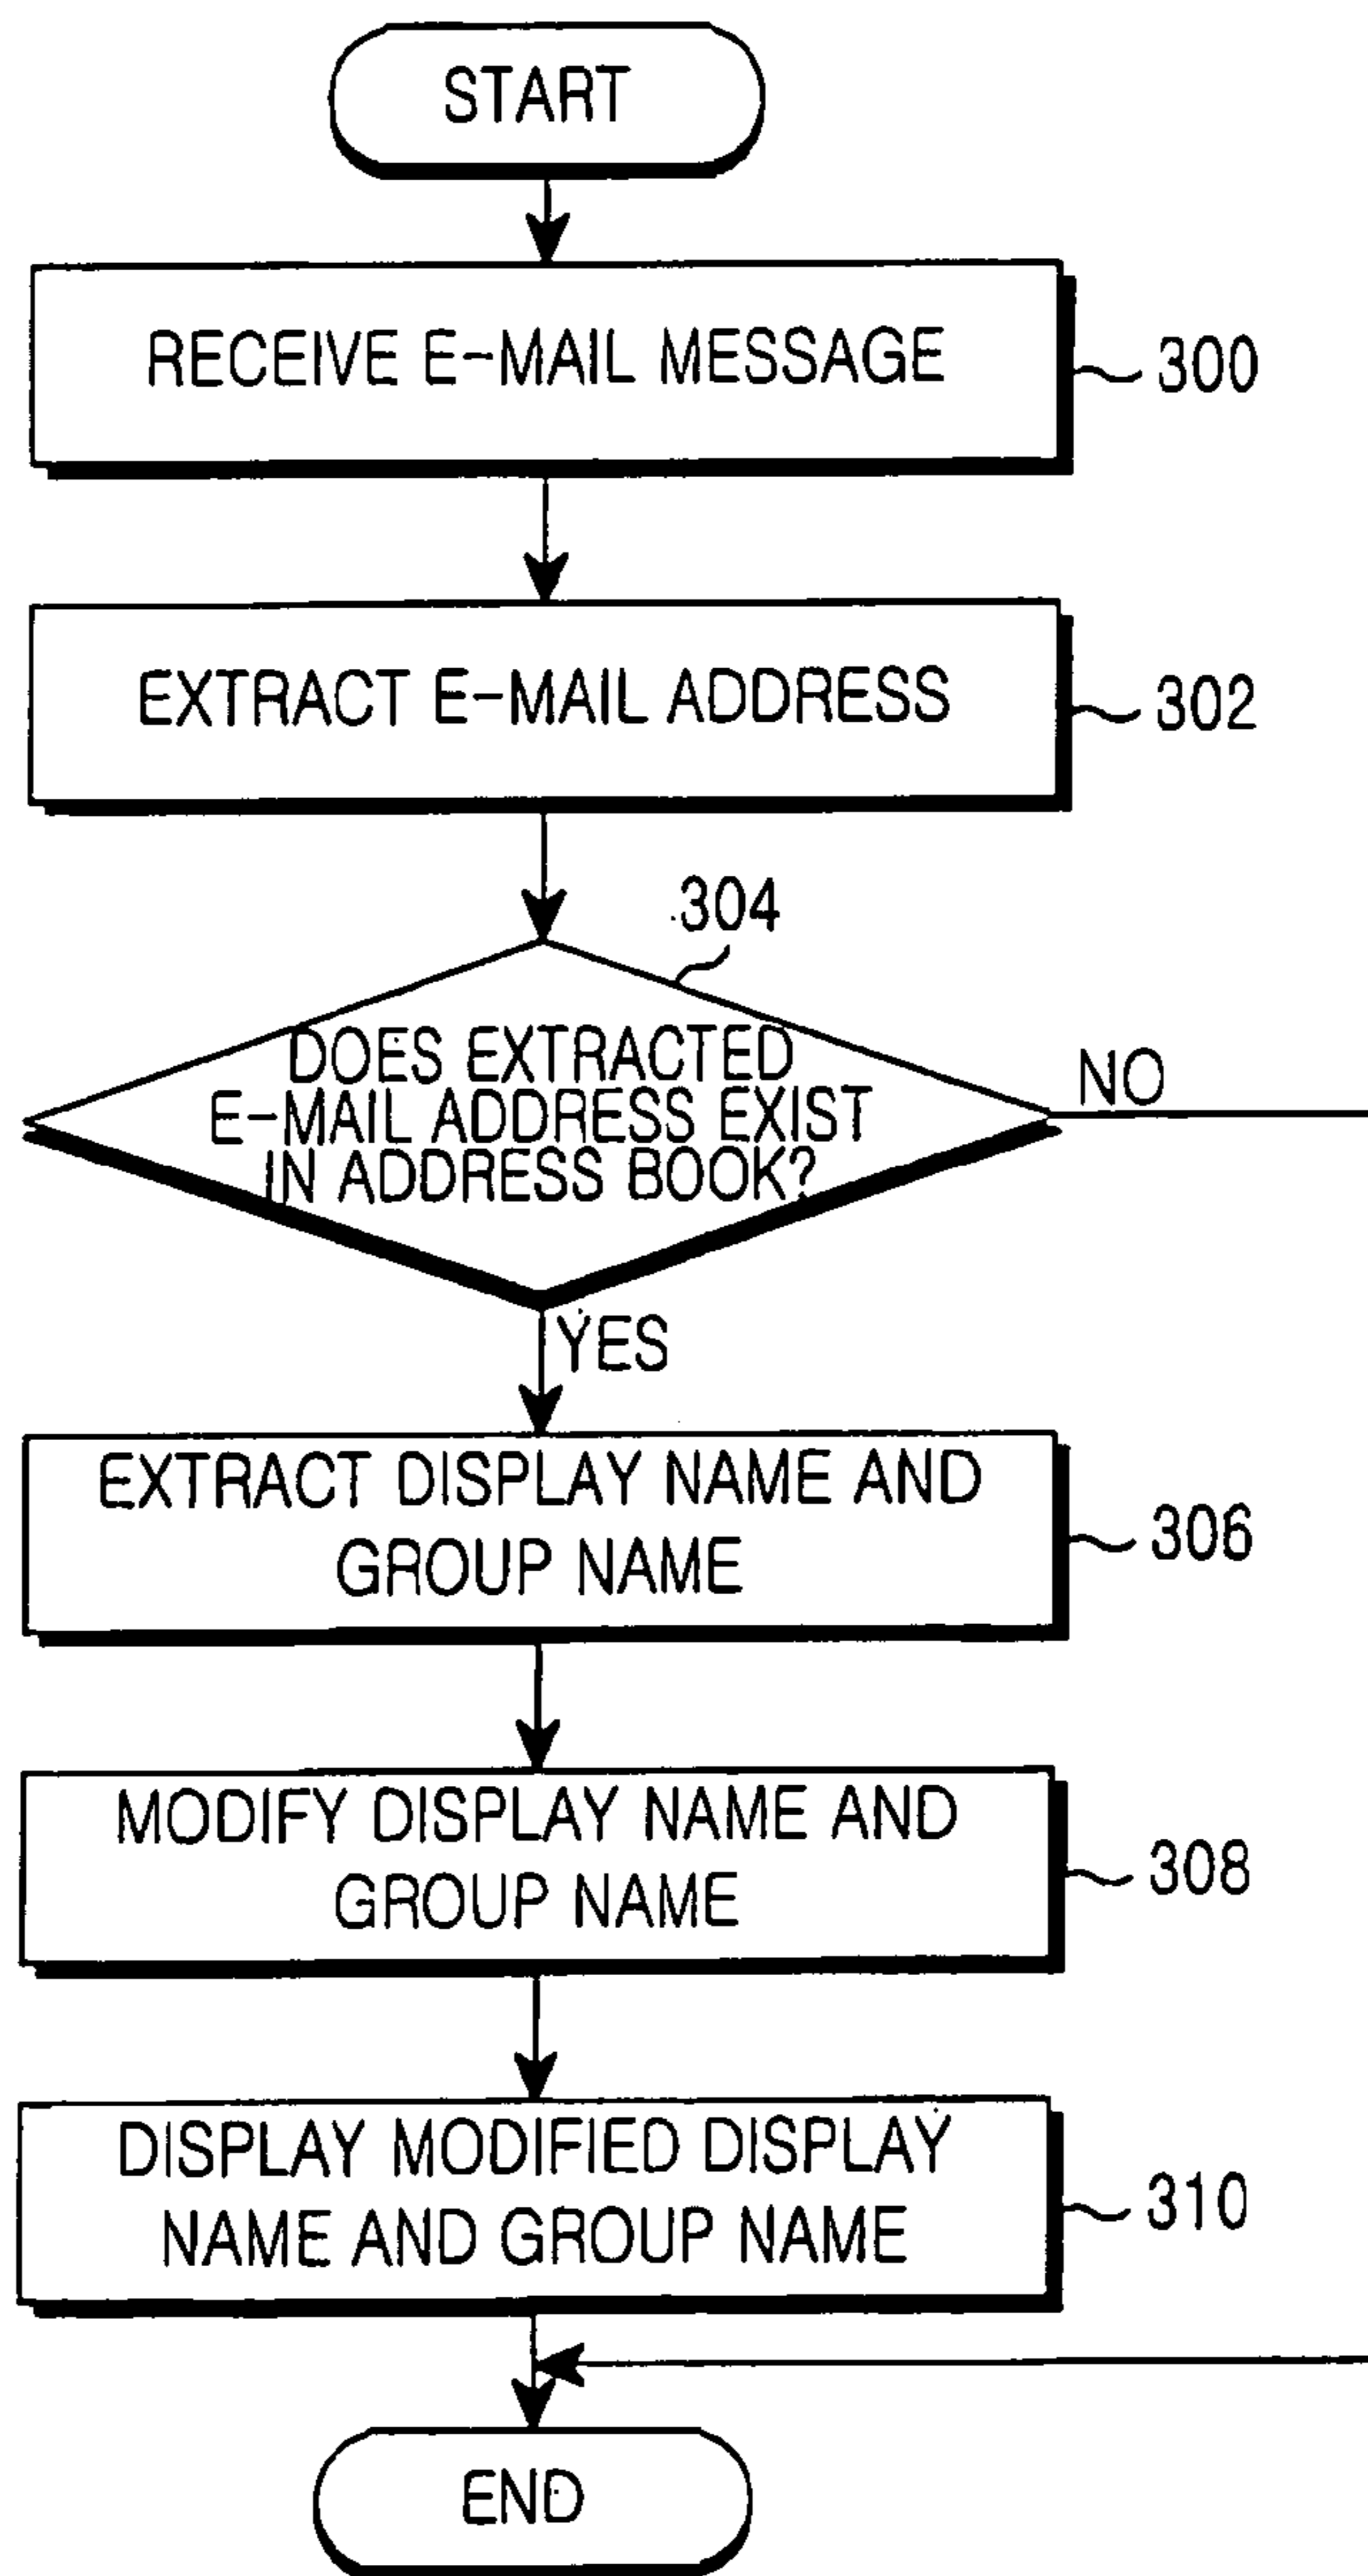 START
RECEIVE E-MAIL MESSAGE
300
EXTRACT E-MAIL ADDRESS
302
304
DOES EXTRACTED
E-MAIL ADDRESS EXIST
IN ADDRESS BOOK?
NO
YES
EXTRACT DISPLAY NAME AND
GROUP NAME
306
MODIFY DISPLAY NAME AND
GROUP NAME
308
DISPLAY MODIFIED DISPLAY
NAME AND GROUP NAME
310
END